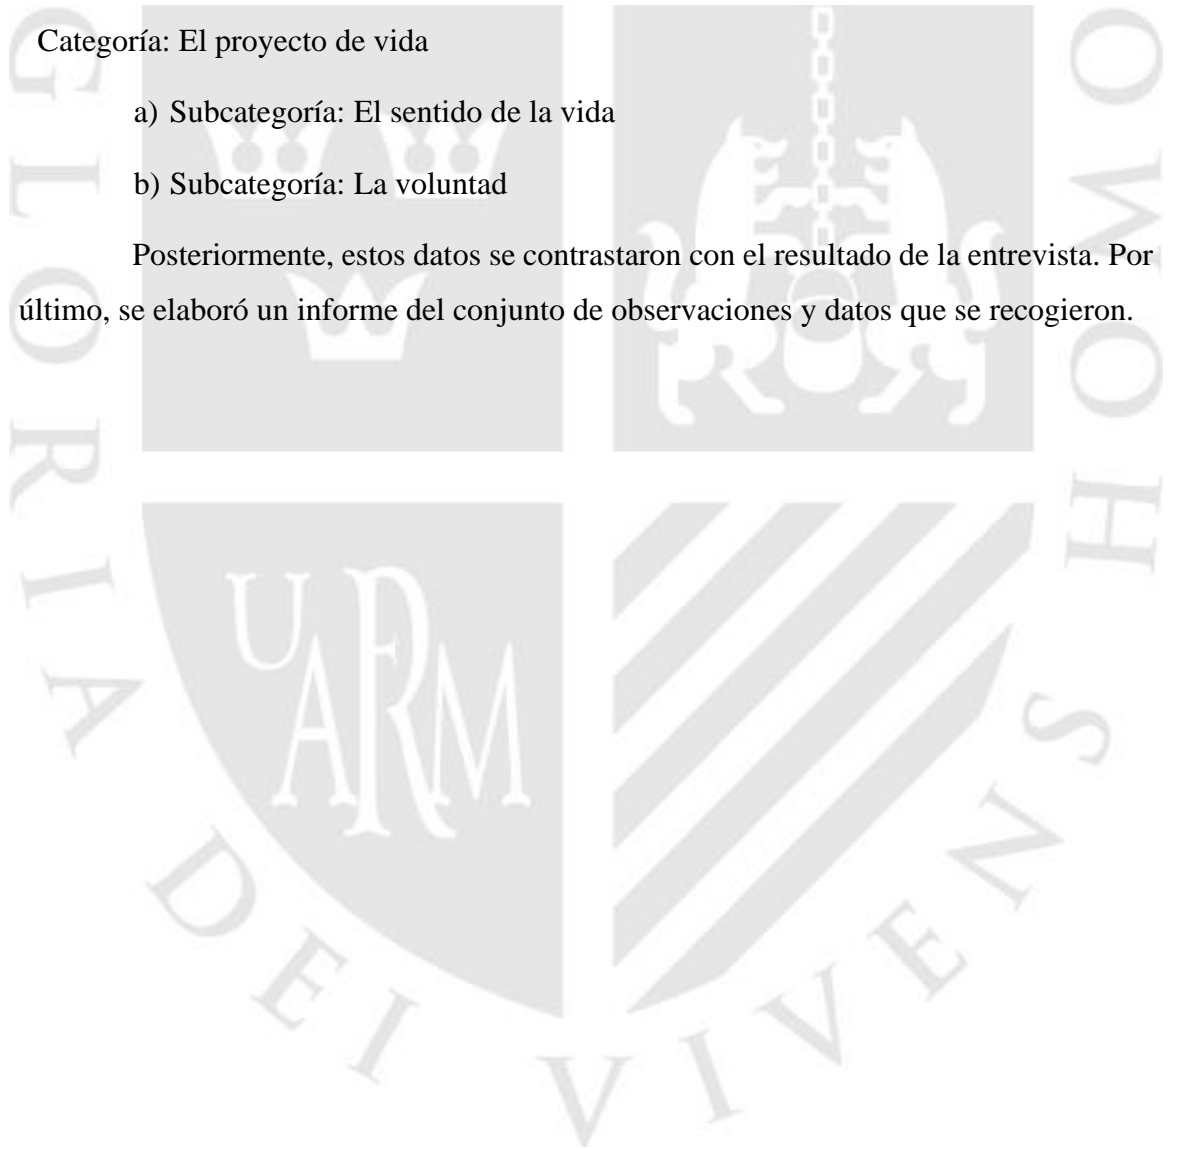 Categoría: El proyecto de vida
a) Subcategoría: El sentido de la vida
b) Subcategoría: La voluntad
Posteriormente, estos datos se contrastaron con el resultado de la entrevista. Por
último, se elaboró un informe del conjunto de observaciones y datos que se recogieron.
GLORIA DEI VIVENS HOMO
UARM